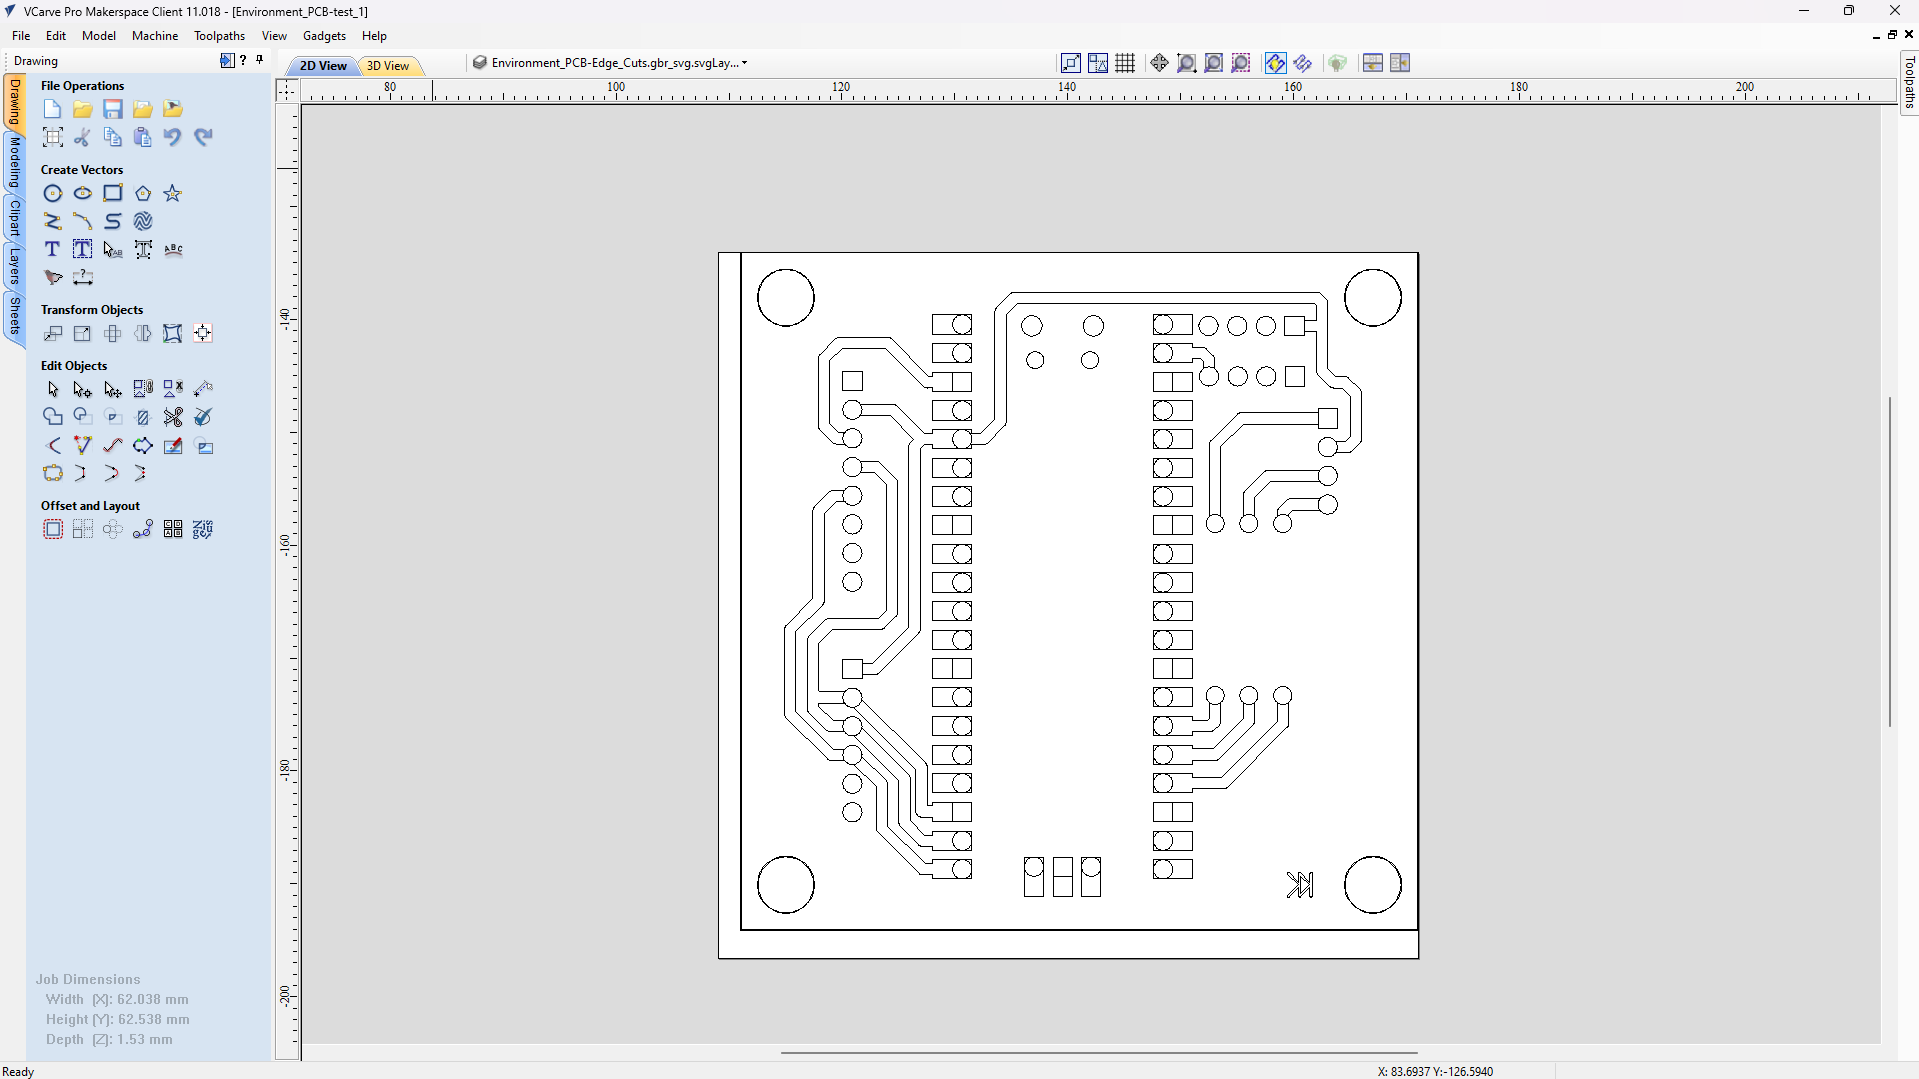 VCarve Pro Makerspace Client 11.018 - [Environment_PCB-test_1]
File Edit Model Machine Toolpaths View Gadgets Help
Drawing
2D View
3D View
Environment_PCB-Edge_Cuts.gbr_svg.svgLay...
80 100 120 140 160 180 200
Drawing
Modeling
Clipart
Layers
Sheets
Toolpaths
File Operations
Create Vectors
Transform Objects
Edit Objects
Offset and Layout
-140
-160
-180
-200
Job Dimensions
Width (X): 62.038 mm
Height (Y): 62.538 mm
Depth (Z): 1.53 mm
Ready
X: 83.6937 Y:-126.5940